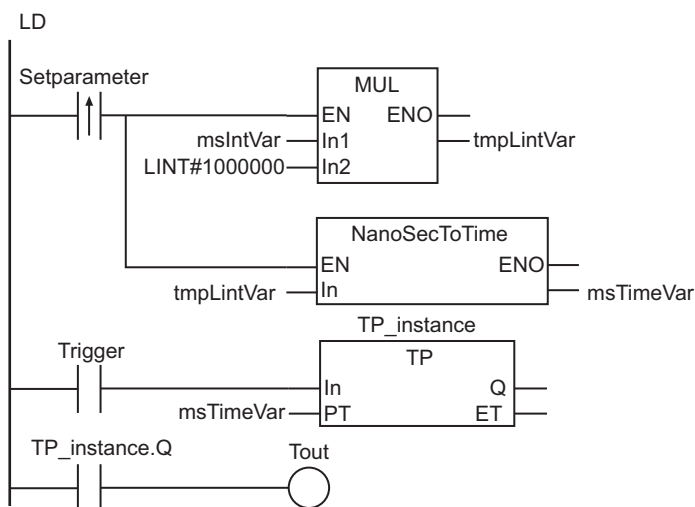 LD
Setparameter
MUL
EN ENO
msIntVar In1 tmpLintVar
LINT#1000000 In2
NanoSecToTime
EN ENO
tmpLintVar In msTimeVar
TP_instance
Trigger TP
In Q
msTimeVar PT ET
TP_instance.Q Tout